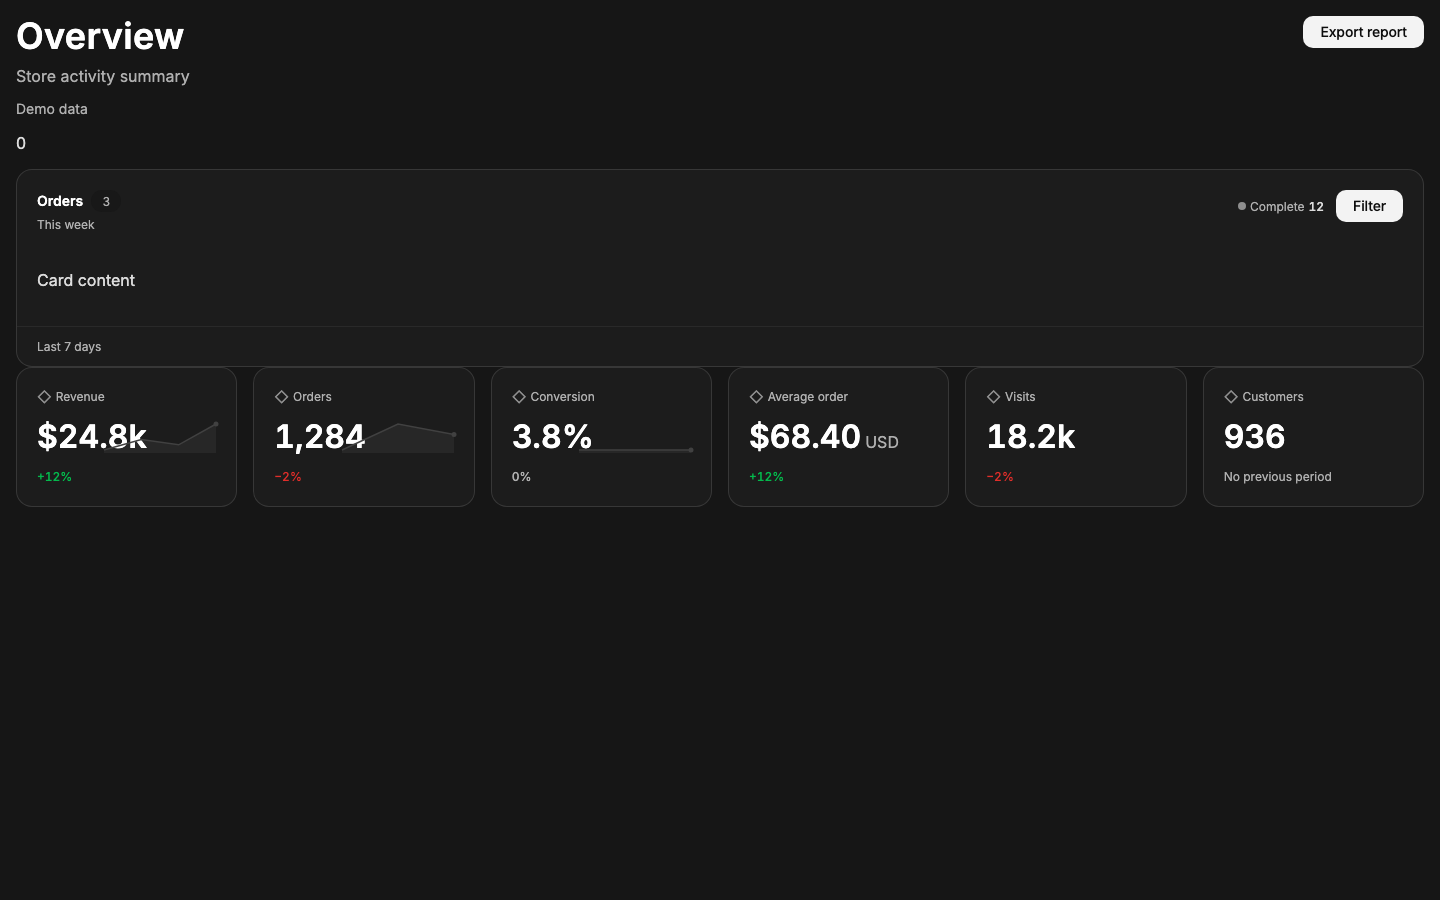 Overview
Export report
Store activity summary
Demo data
0
Orders 3
This week
Complete 12
Filter
Card content
Last 7 days
Revenue
$24.8k
+12%
Orders
1,284
−2%
Conversion
3.8%
0%
Average order
$68.40 USD
+12%
Visits
18.2k
−2%
Customers
936
No previous period